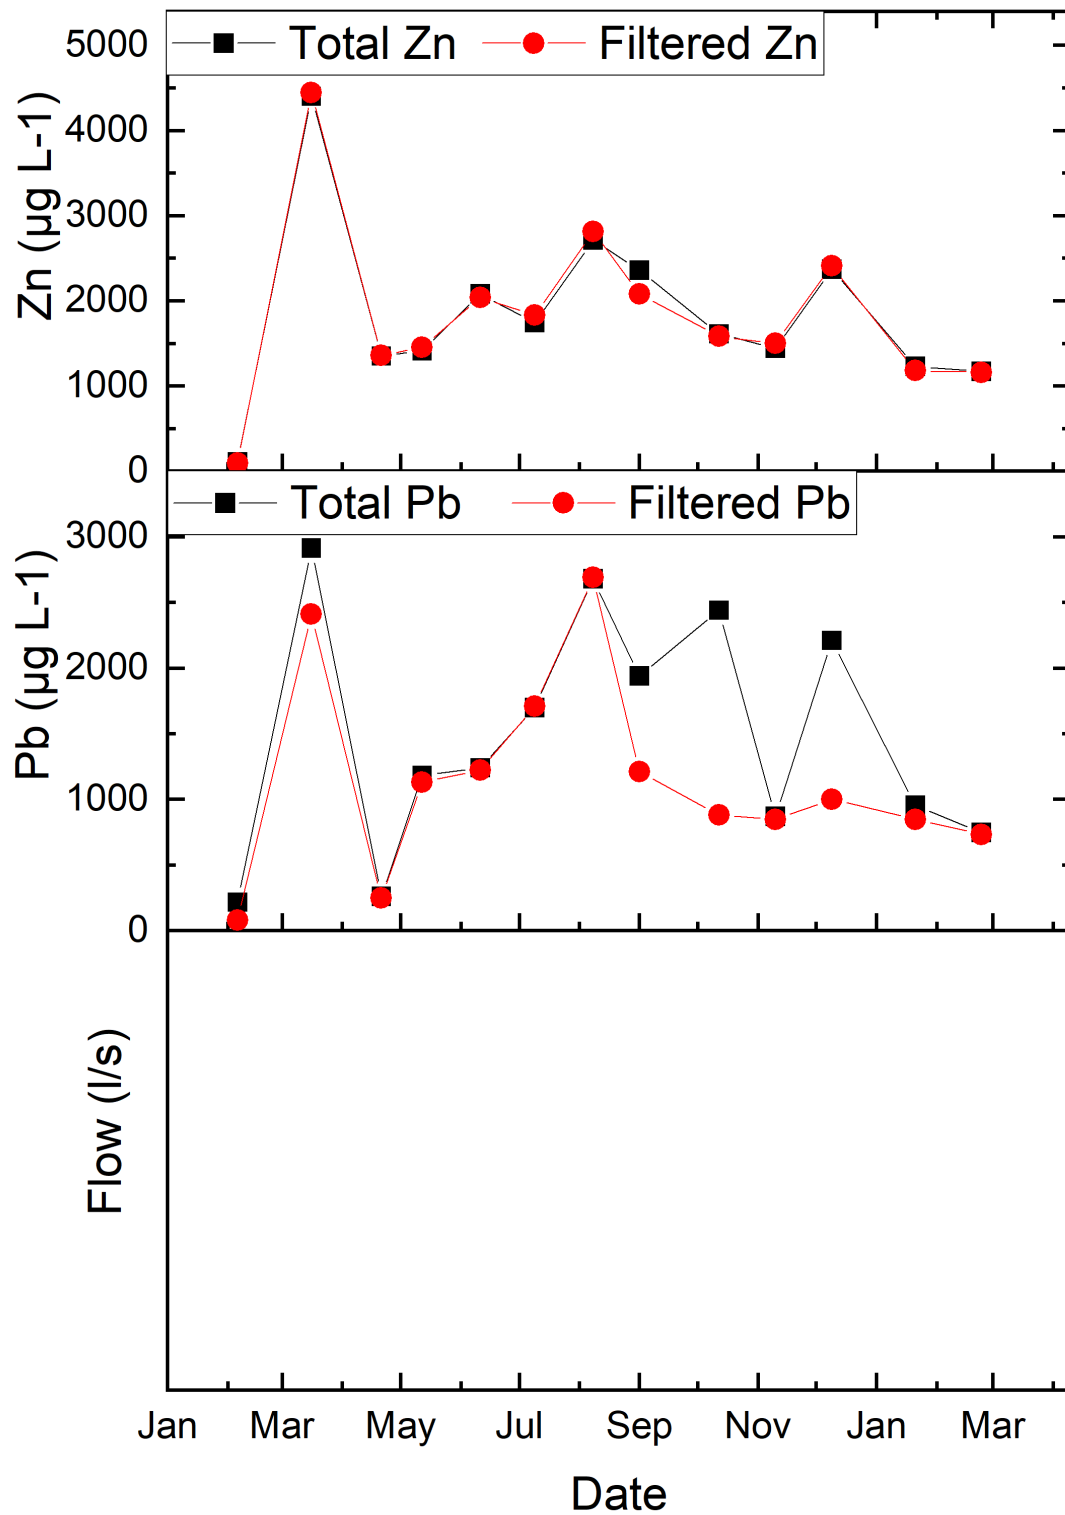 Total Zn Filtered Zn
5000
4000
3000
2000
1000
0
Zn (µg L-1)
Total Pb Filtered Pb
3000
2000
1000
0
Pb (µg L-1)
Flow (l/s)
Jan Mar May Jul Sep Nov Jan Mar
Date